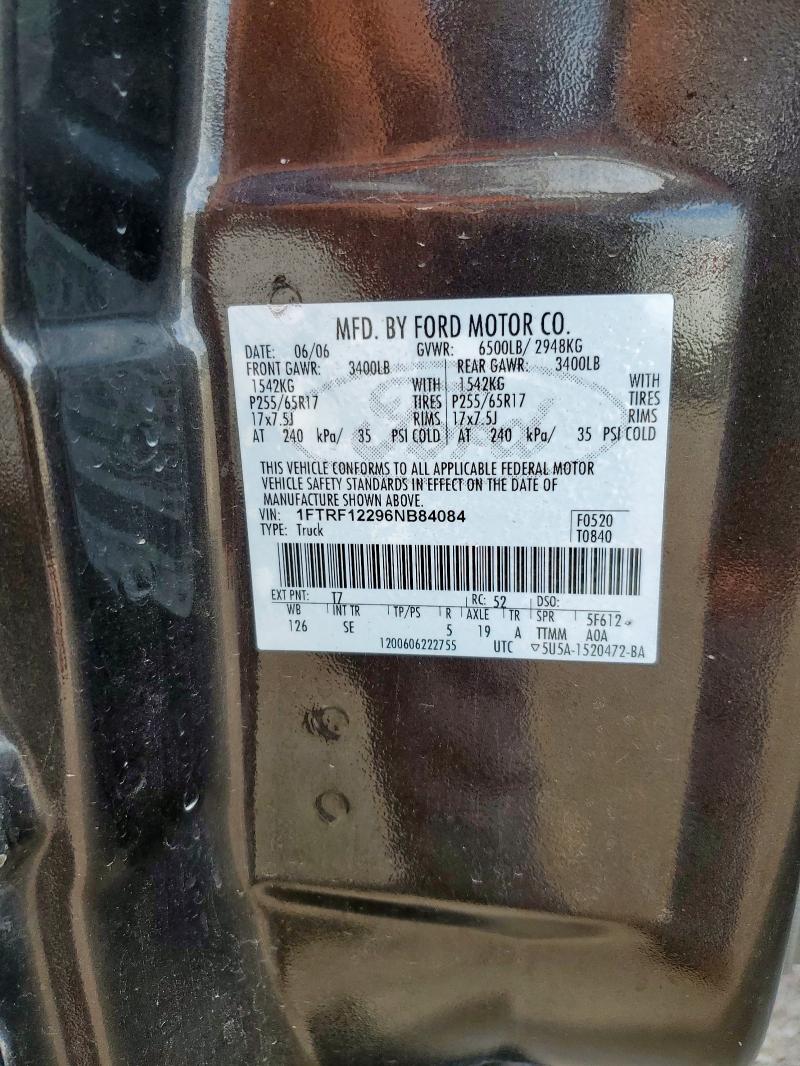 MFD. BY FORD MOTOR CO.
DATE: 06/06 GVWR: 6500LB/ 2948KG
FRONT GAWR: 3400LB REAR GAWR: 3400LB
1542KG WITH 1542KG WITH
P255/65R17 TIRES P255/65R17 TIRES
17x7.5J RIMS 17x7.5J RIMS
AT 240 kPa/ 35 PSI COLD AT 240 kPa/ 35 PSI COLD
Ford
THIS VEHICLE CONFORMS TO ALL APPLICABLE FEDERAL MOTOR
VEHICLE SAFETY STANDARDS IN EFFECT ON THE DATE OF
MANUFACTURE SHOWN ABOVE.
VIN: 1FTRF12296NB84084
TYPE: Truck
F0520
T0840
EXT PNT: T7 RC: 52 DSO:
WB INT TR TP/PS R AXLE TR SPR 5F612
126 SE 5 19 A TTMM A0A
1200606222755 UTC ▽5U5A-1520472-BA